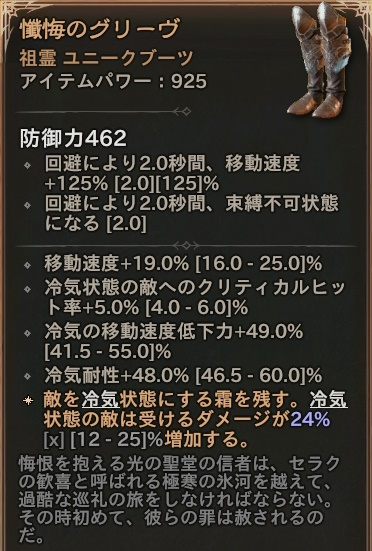 懺悔のグリーヴ
祖霊 ユニークブーツ
アイテムパワー：925
防御力462
回避により2.0秒間、移動速度
+125% [2.0][125]%
回避により2.0秒間、束縛不可状態
になる [2.0]
移動速度+19.0% [16.0 - 25.0]%
冷気状態の敵へのクリティカルヒッ
ト率+5.0% [4.0 - 6.0]%
冷気の移動速度低下力+49.0%
[41.5 - 55.0]%
冷気耐性+48.0% [46.5 - 60.0]%
敵を冷気状態にする霜を残す。冷気
状態の敵は受けるダメージが24%
[x] [12 - 25]%増加する。
悔恨を抱える光の聖堂の信者は、セラク
の歓喜と呼ばれる極寒の氷河を越えて、
過酷な巡礼の旅をしなければならない。
その時初めて、彼らの罪は赦されるの
だ。